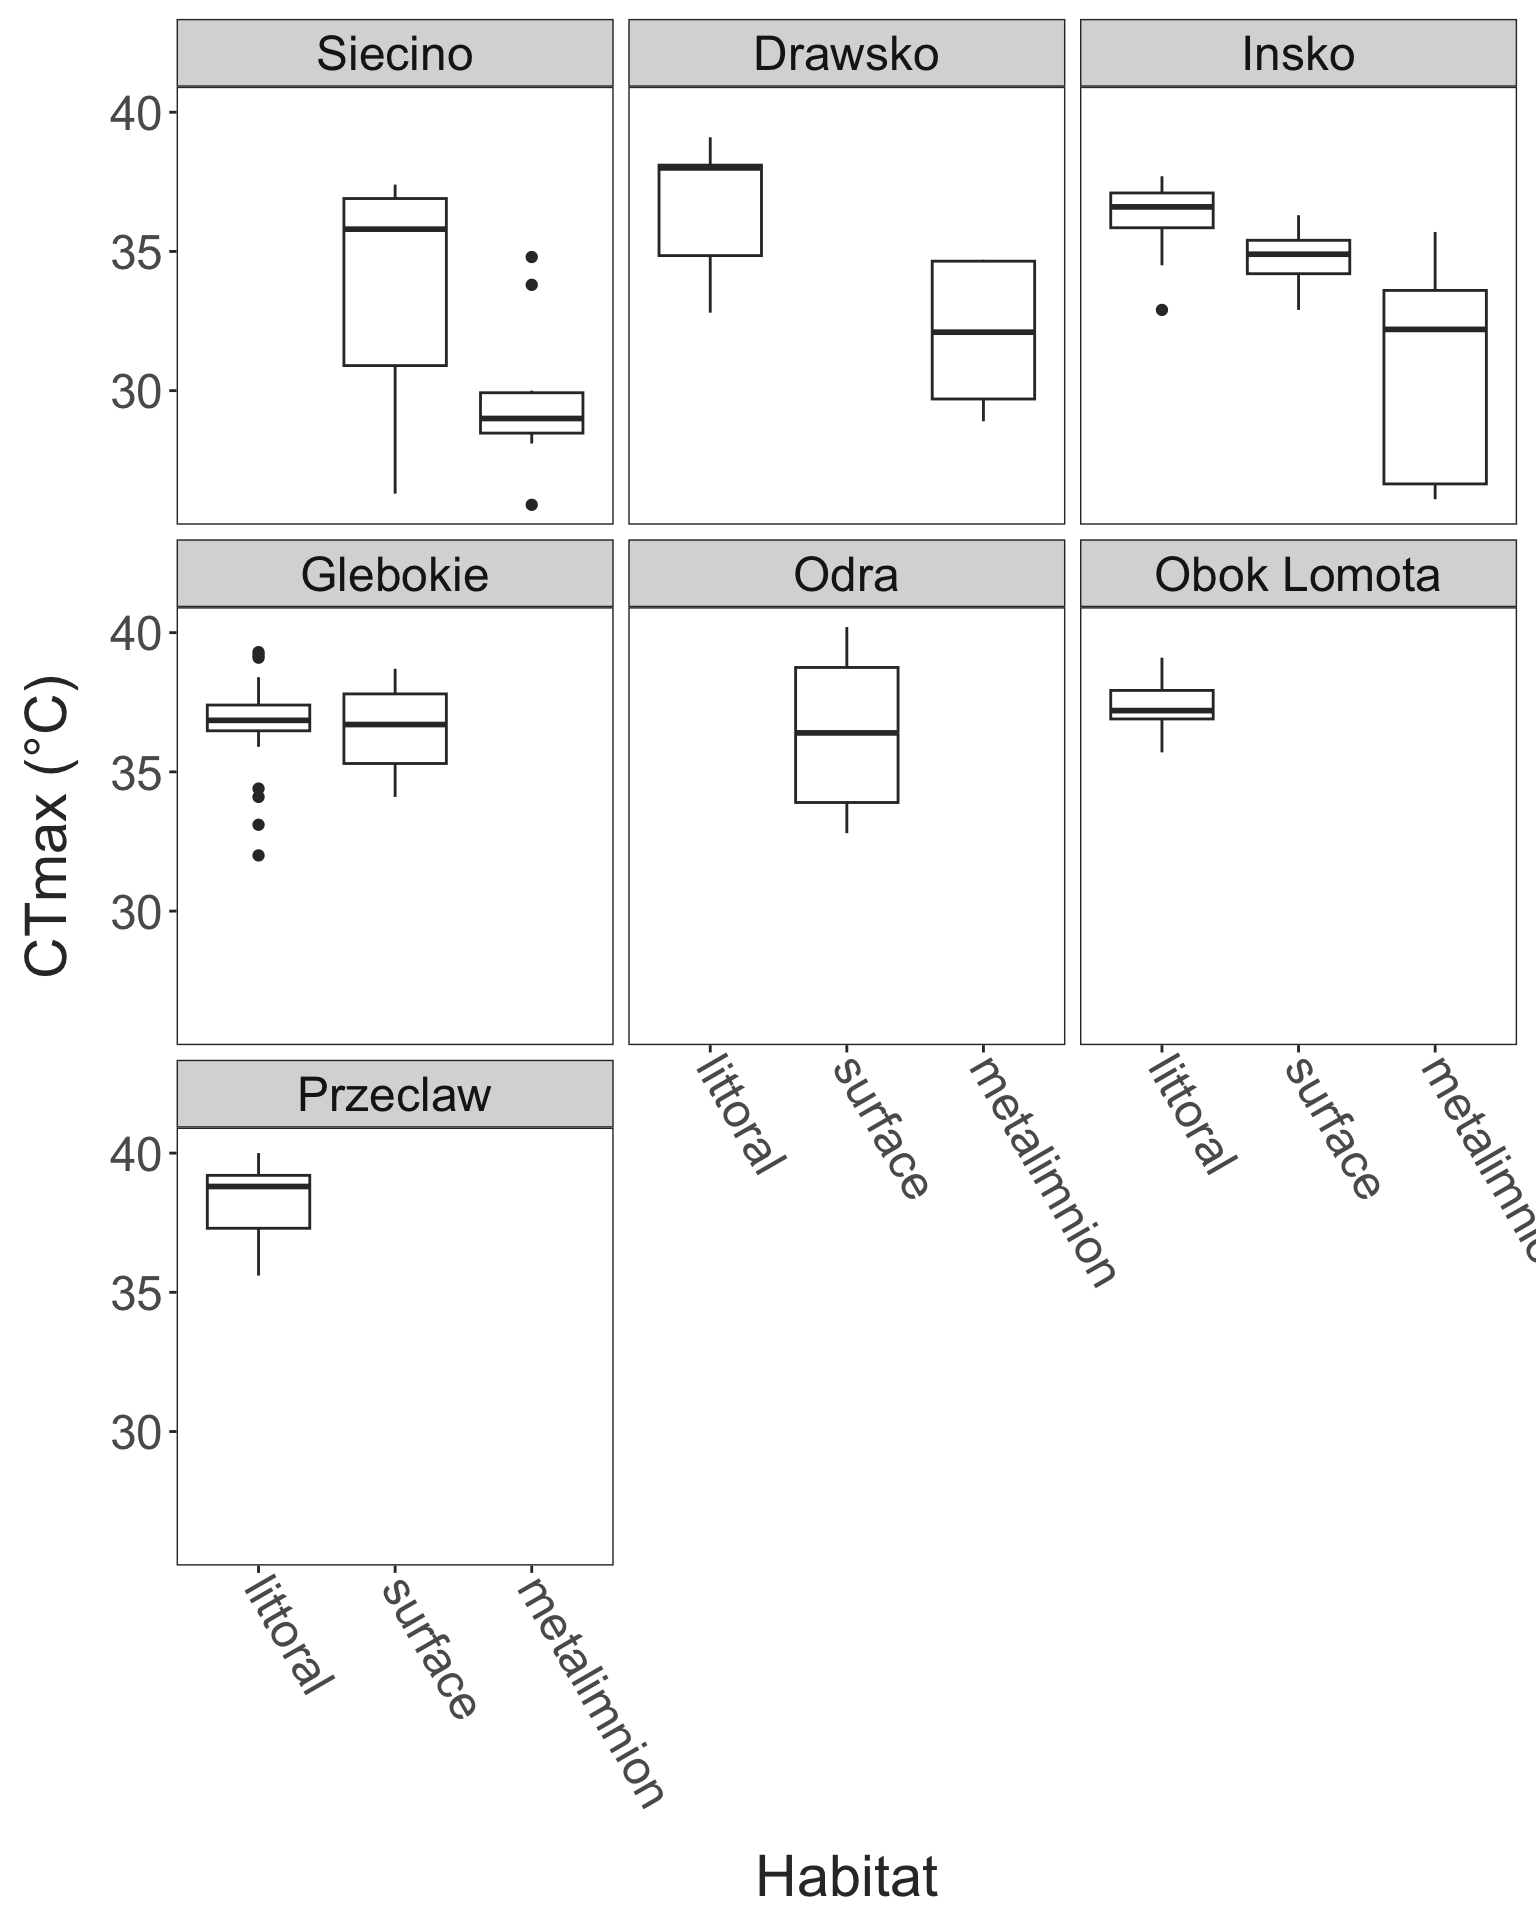 Siecino
Drawsko
Insko
40
35
30
Glebokie
Odra
Obok Lomota
40
35
30
littoral
surface
metalimnion
littoral
surface
metalimnio
Przeclaw
40
35
30
littoral
surface
metalimnion
CTmax (°C)
Habitat